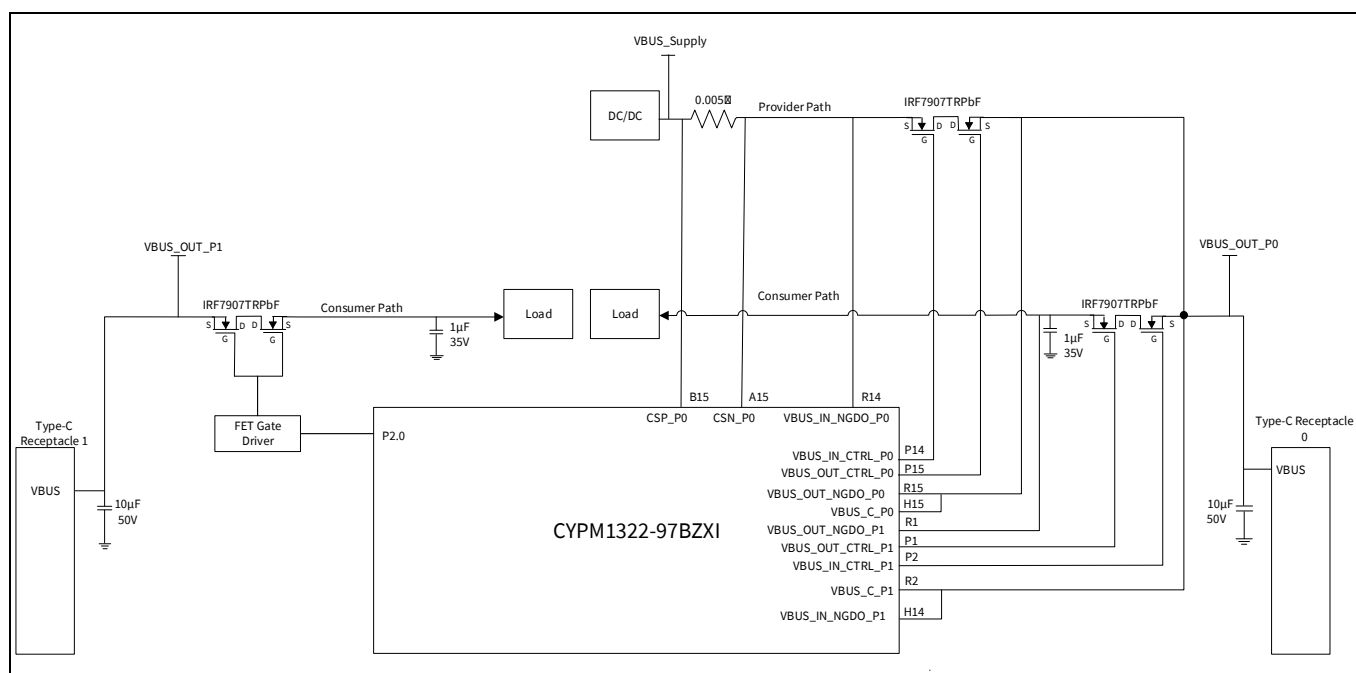 VBUS_Supply
DC/DC
0.005
Provider Path
IRF7907TRPbF
S
D
D
S
G
G
VBUS_OUT_P1
IRF7907TRPbF
S
D
D
S
G
G
Consumer Path
1µF
35V
Load
Load
Consumer Path
1µF
35V
IRF7907TRPbF
S
D
D
S
G
G
VBUS_OUT_P0
FET Gate
Driver
Type-C
Receptacle 1
VBUS
10µF
50V
Type-C Receptacle
0
VBUS
10µF
50V
B15
A15
R14
CSP_P0
CSN_P0
VBUS_IN_NGDO_P0
P2.0
VBUS_IN_CTRL_P0
P14
VBUS_OUT_CTRL_P0
P15
VBUS_OUT_NGDO_P0
R15
VBUS_C_P0
H15
VBUS_OUT_NGDO_P1
R1
VBUS_OUT_CTRL_P1
P1
VBUS_IN_CTRL_P1
P2
VBUS_C_P1
R2
VBUS_IN_NGDO_P1
H14
CYPM1322-97BZXI